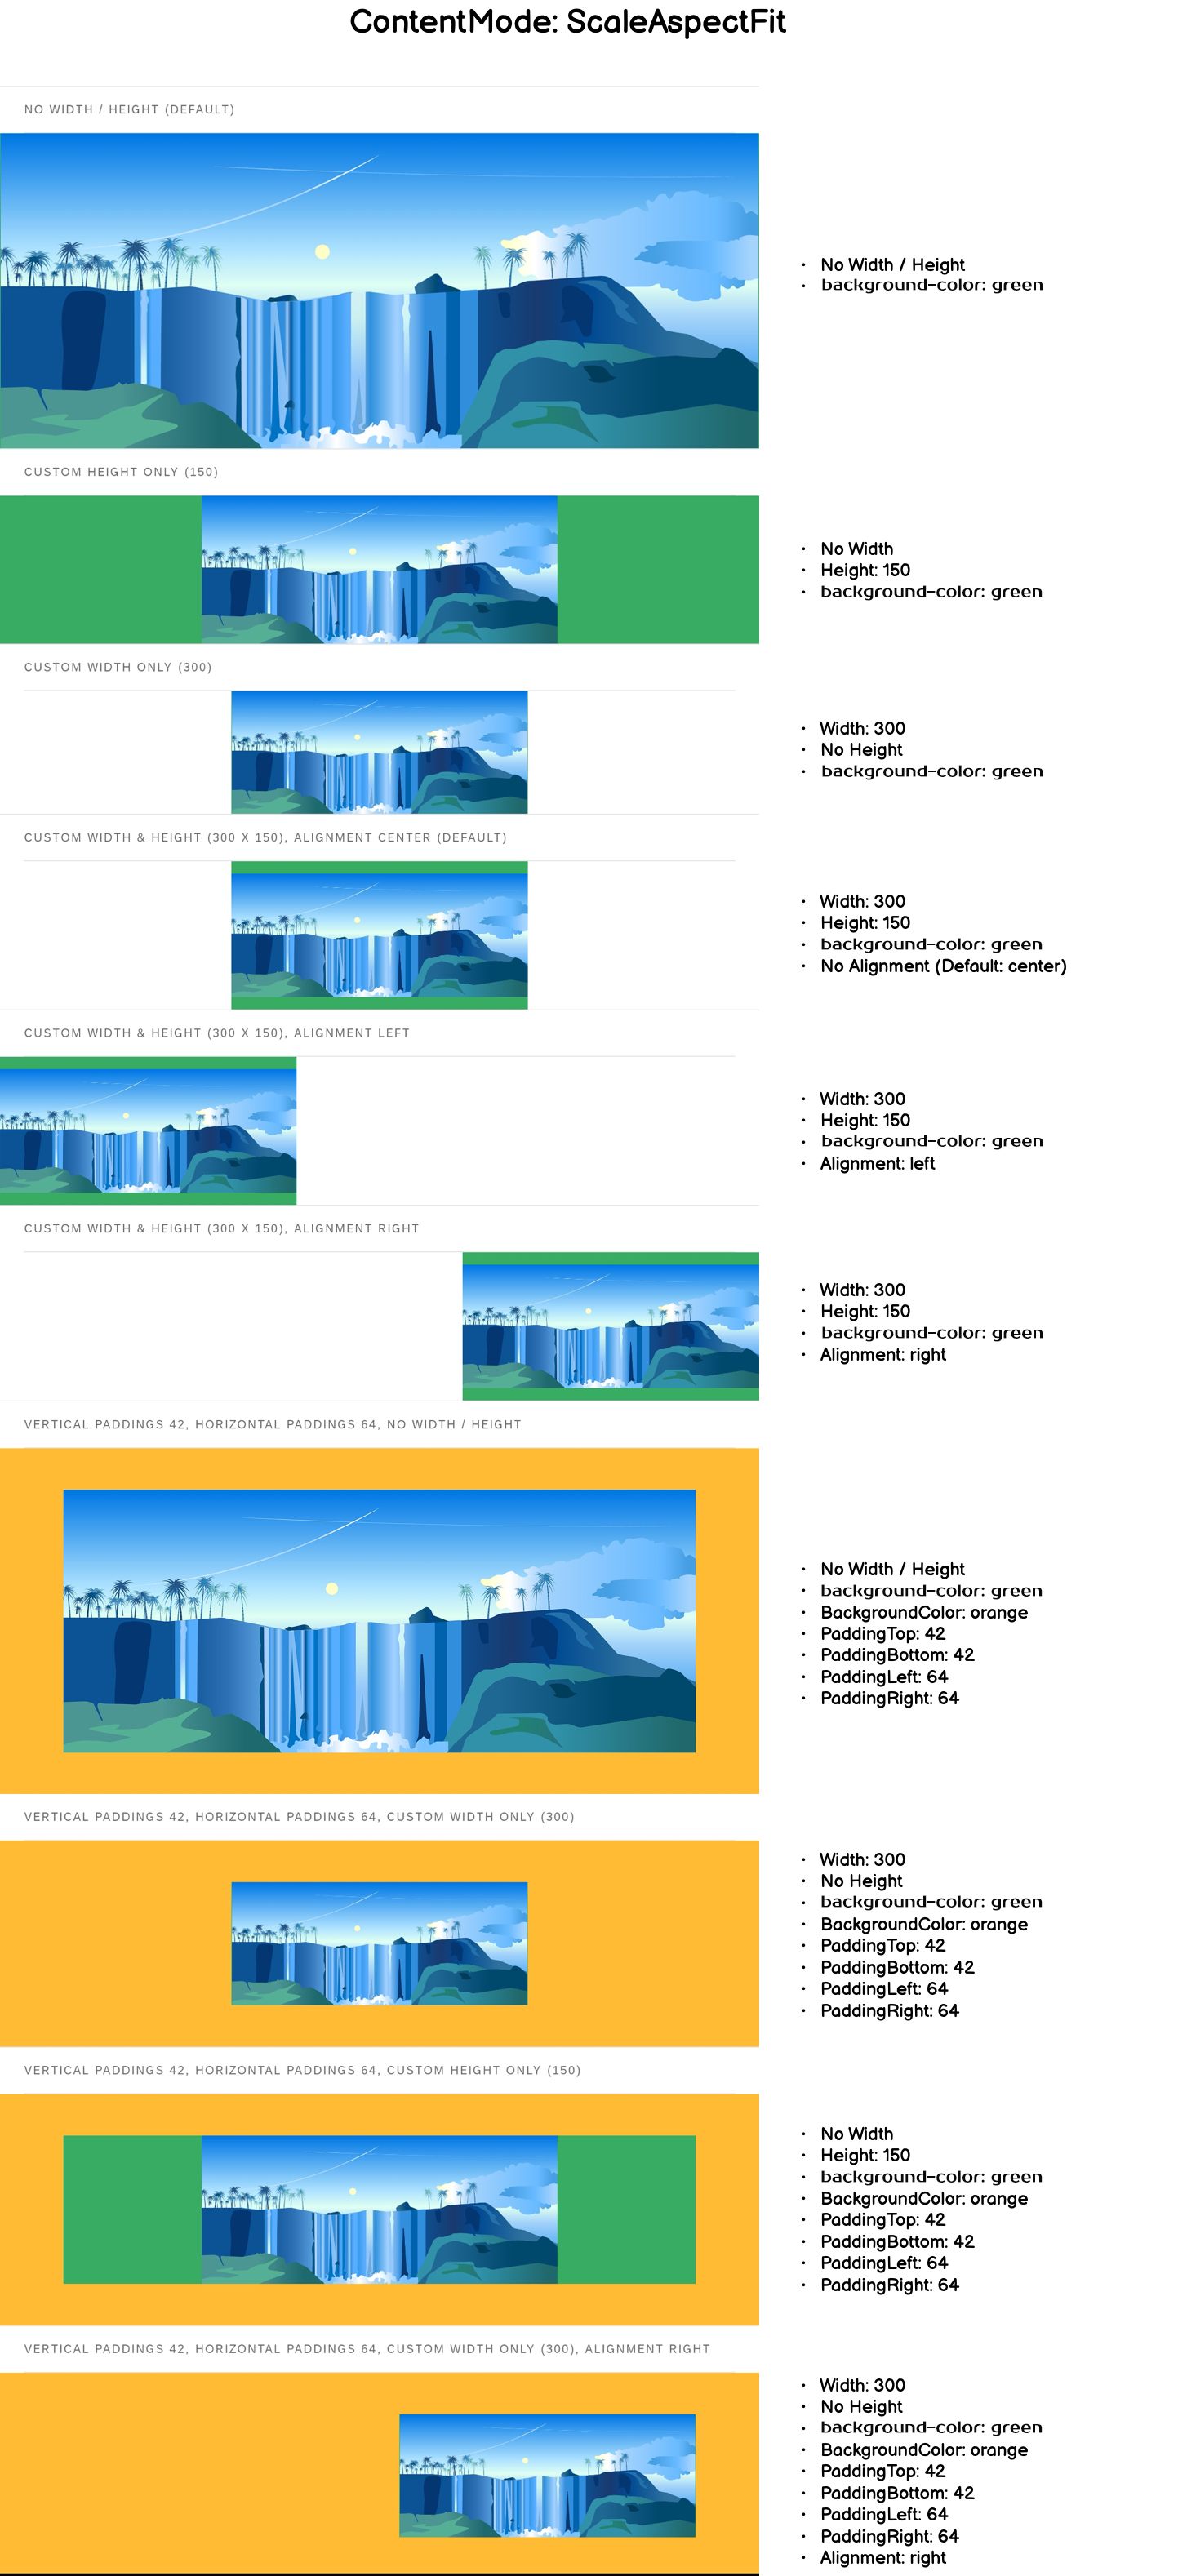 ContentMode: ScaleAspectFit
NO WIDTH / HEIGHT (DEFAULT)
· No Width / Height
· background-color: green
CUSTOM HEIGHT ONLY (150)
· No Width
· Height: 150
· background-color: green
CUSTOM WIDTH ONLY (300)
· Width: 300
· No Height
· background-color: green
CUSTOM WIDTH & HEIGHT (300 X 150), ALIGNMENT CENTER (DEFAULT)
· Width: 300
· Height: 150
· background-color: green
· No Alignment (Default: center)
CUSTOM WIDTH & HEIGHT (300 X 150), ALIGNMENT LEFT
· Width: 300
· Height: 150
· background-color: green
· Alignment: left
CUSTOM WIDTH & HEIGHT (300 X 150), ALIGNMENT RIGHT
· Width: 300
· Height: 150
· background-color: green
· Alignment: right
VERTICAL PADDINGS 42, HORIZONTAL PADDINGS 64, NO WIDTH / HEIGHT
· No Width / Height
· background-color: green
· BackgroundColor: orange
· PaddingTop: 42
· PaddingBottom: 42
· PaddingLeft: 64
· PaddingRight: 64
VERTICAL PADDINGS 42, HORIZONTAL PADDINGS 64, CUSTOM WIDTH ONLY (300)
· Width: 300
· No Height
· background-color: green
· BackgroundColor: orange
· PaddingTop: 42
· PaddingBottom: 42
· PaddingLeft: 64
· PaddingRight: 64
VERTICAL PADDINGS 42, HORIZONTAL PADDINGS 64, CUSTOM HEIGHT ONLY (150)
· No Width
· Height: 150
· background-color: green
· BackgroundColor: orange
· PaddingTop: 42
· PaddingBottom: 42
· PaddingLeft: 64
· PaddingRight: 64
VERTICAL PADDINGS 42, HORIZONTAL PADDINGS 64, CUSTOM WIDTH ONLY (300), ALIGNMENT RIGHT
· Width: 300
· No Height
· background-color: green
· BackgroundColor: orange
· PaddingTop: 42
· PaddingBottom: 42
· PaddingLeft: 64
· PaddingRight: 64
· Alignment: right